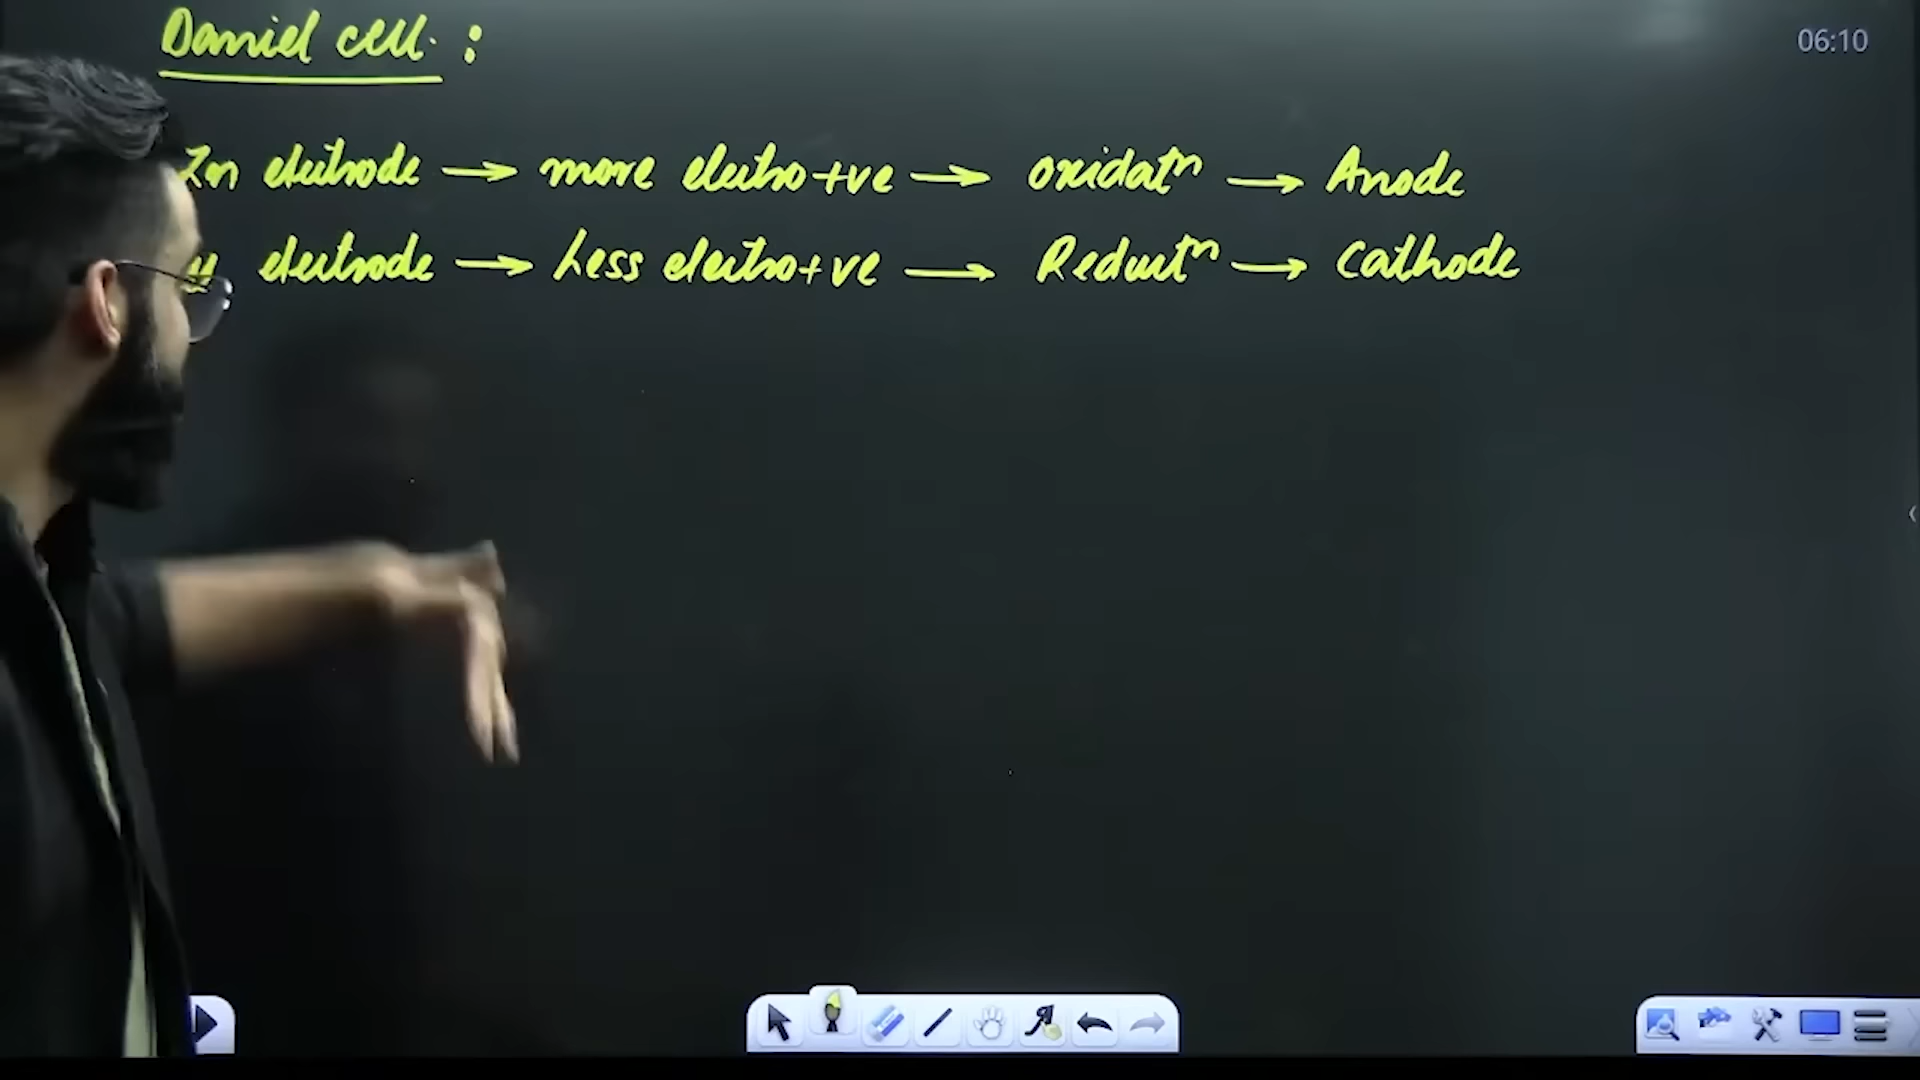 Daniel cell :
06:10
Zn electrode → more electro+ve → oxidatⁿ → Anode
electrode → Less electro+ve → Reductⁿ → Cathode